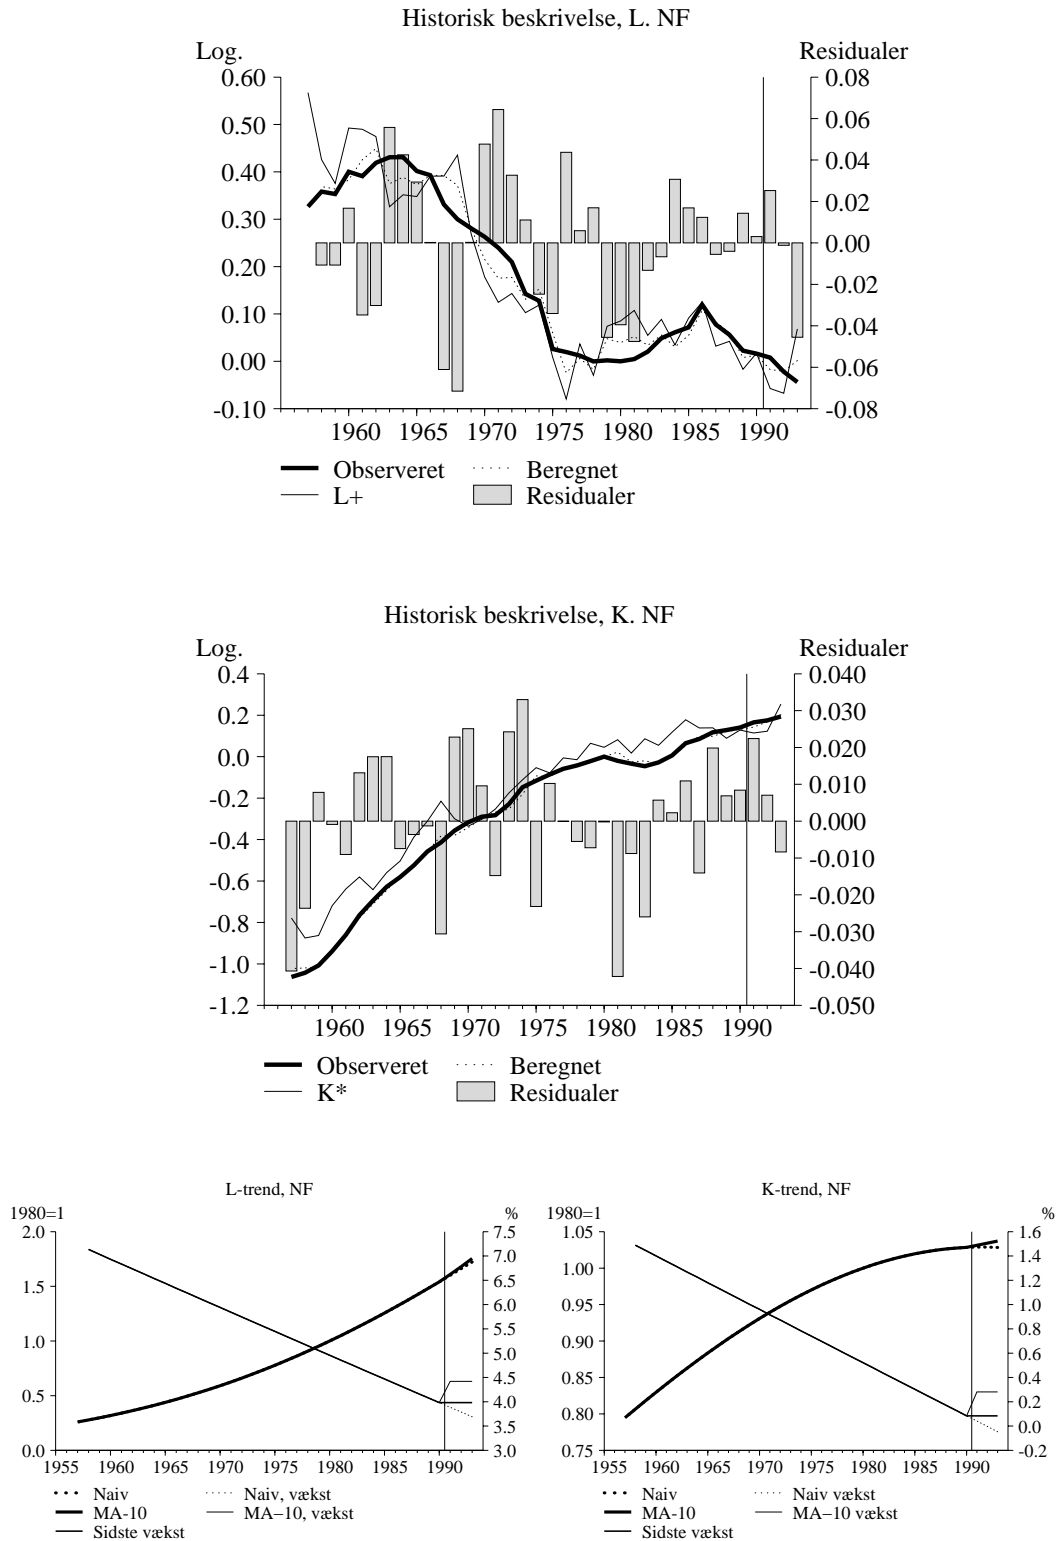 Historisk beskrivelse, L. NF
Log. Residualer
0.60 0.08
0.50 0.06
0.40 0.04
0.30 0.02
0.20 0.00
0.10 -0.02
0.00 -0.04
-0.10 -0.06
-0.08
1960 1965 1970 1975 1980 1985 1990
Observeret Beregnet
L+ Residualer
Historisk beskrivelse, K. NF
Log. Residualer
0.4 0.040
0.2 0.030
0.0 0.020
-0.2 0.010
-0.4 0.000
-0.6 -0.010
-0.8 -0.020
-1.0 -0.030
-1.2 -0.040
-0.050
1960 1965 1970 1975 1980 1985 1990
Observeret Beregnet
K* Residualer
L-trend, NF
1980=1 %
2.0 7.5
7.0
1.5 6.5
6.0
5.5
1.0 5.0
4.5
0.5 4.0
3.5
0.0 3.0
1955 1960 1965 1970 1975 1980 1985 1990
Naiv Naiv, vækst
MA-10 MA−10, vækst
Sidste vækst
K-trend, NF
1980=1 %
1.05 1.6
1.4
1.00 1.2
0.95 1.0
0.90 0.8
0.6
0.85 0.4
0.80 0.2
0.0
0.75 -0.2
1955 1960 1965 1970 1975 1980 1985 1990
Naiv Naiv vækst
MA-10 MA−10 vækst
Sidste vækst